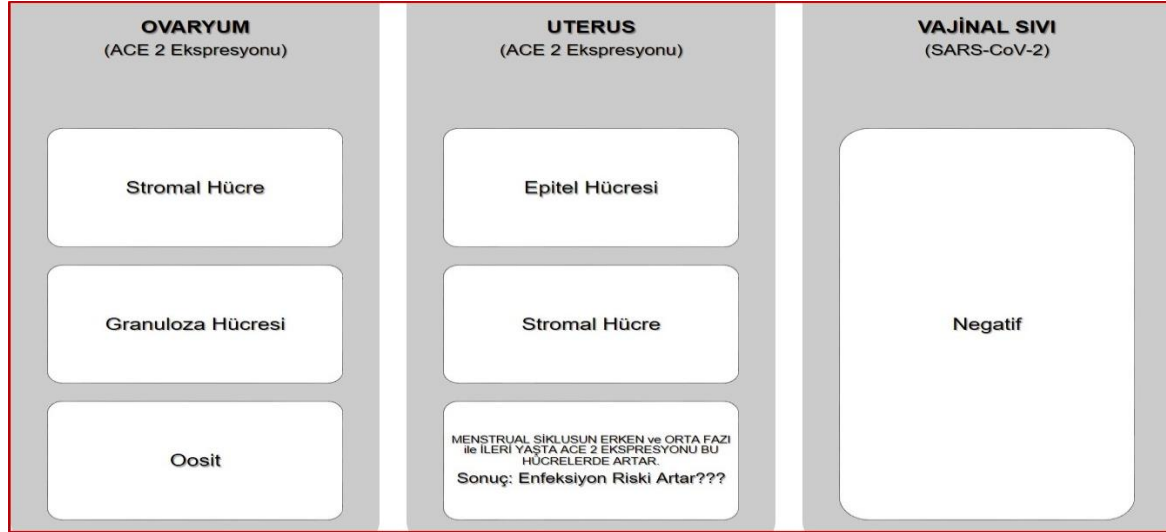 OVARYUM
(ACE 2 Ekspresyonu)
Stromal Hücre
Granuloza Hücresi
Oosit
UTERUS
(ACE 2 Ekspresyonu)
Epitel Hücresi
Stromal Hücre
MENSTRUAL SİKLUSUN ERKEN ve ORTA FAZI
ile İLERİ YAŞTA ACE 2 EKSPRESYONU BU
HÜCRELERDE ARTAR.
Sonuç: Enfeksiyon Riski Artar???
VAJİNAL SIVI
(SARS-CoV-2)
Negatif